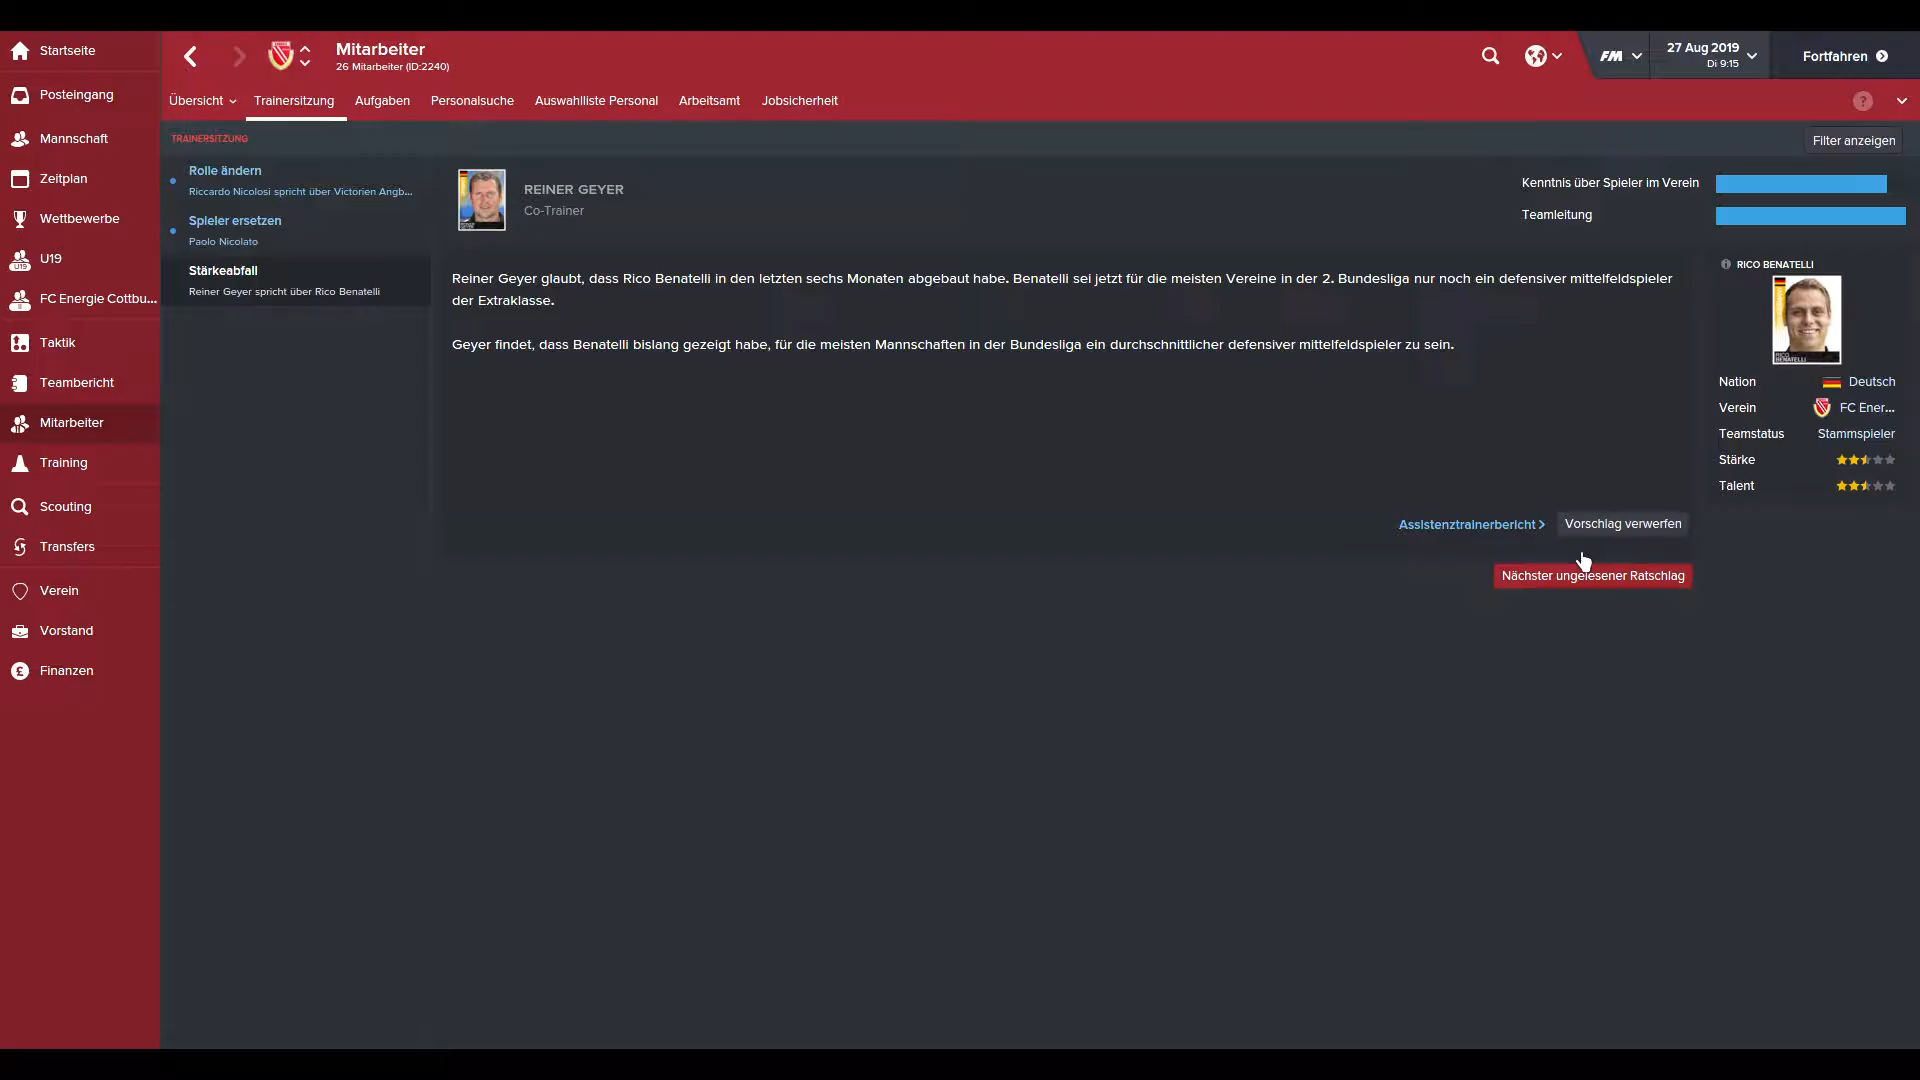 Startseite
Posteingang
Mannschaft
Zeitplan
Wettbewerbe
U19
U19
FC Energie Cottbu...
II
Taktik
Teambericht
Mitarbeiter
Training
Scouting
Transfers
Verein
Vorstand
Finanzen
Mitarbeiter
26 Mitarbeiter (ID:2240)
FM
27 Aug 2019
Di 9:15
Fortfahren
Übersicht
Trainersitzung
Aufgaben
Personalsuche
Auswahlliste Personal
Arbeitsamt
Jobsicherheit
?
TRAINERSITZUNG
Filter anzeigen
Rolle ändern
Riccardo Nicolosi spricht über Victorien Angb...
Spieler ersetzen
Paolo Nicolato
Stärkeabfall
Reiner Geyer spricht über Rico Benatelli
REINER GEYER
Co-Trainer
Kenntnis über Spieler im Verein
Teamleitung
Reiner Geyer glaubt, dass Rico Benatelli in den letzten sechs Monaten abgebaut habe. Benatelli sei jetzt für die meisten Vereine in der 2. Bundesliga nur noch ein defensiver mittelfeldspieler
der Extraklasse.
Geyer findet, dass Benatelli bislang gezeigt habe, für die meisten Mannschaften in der Bundesliga ein durchschnittlicher defensiver mittelfeldspieler zu sein.
Assistenztrainerbericht >
Vorschlag verwerfen
Nächster ungelesener Ratschlag
RICO BENATELLI
RICO
BENATELLI
Nation
Deutsch
Verein
FC Ener...
Teamstatus
Stammspieler
Stärke
Talent